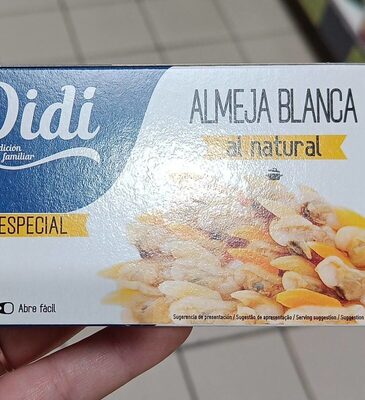 Didi
dición
familiar
ESPECIAL
Abre fácil
ALMEJA BLANCA
al natural
Sugerencia de presentación / Sugestão de apresentação / Serving suggestion / Suggestion